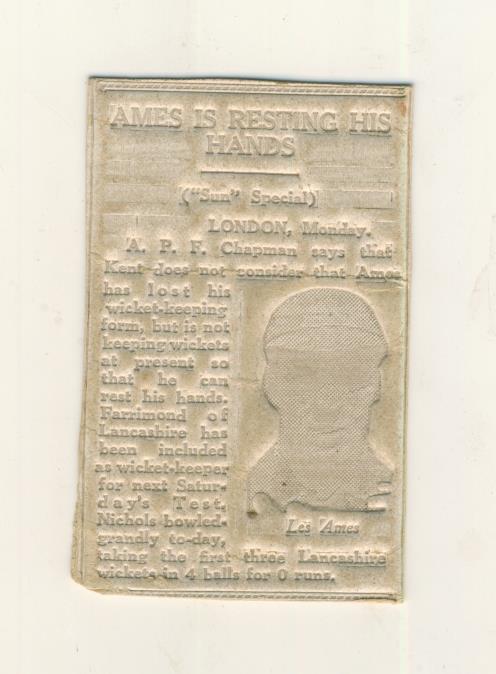 AMES IS RESTING HIS
HANDS
("Sun" Special)
LONDON, Monday.
A. P. F. Chapman says that
Kent does not consider that Ames
has lost his
wicket-keeping
form, but is not
keeping wickets
at present so
that he can
rest his hands.
Farrimond of
Lancashire has
been included
as wicket-keeper
for next Satur-
day's Test.
Nichols bowled
grandly to-day,
taking the first three Lancashire
wickets in 4 balls for 0 runs.
Les Ames